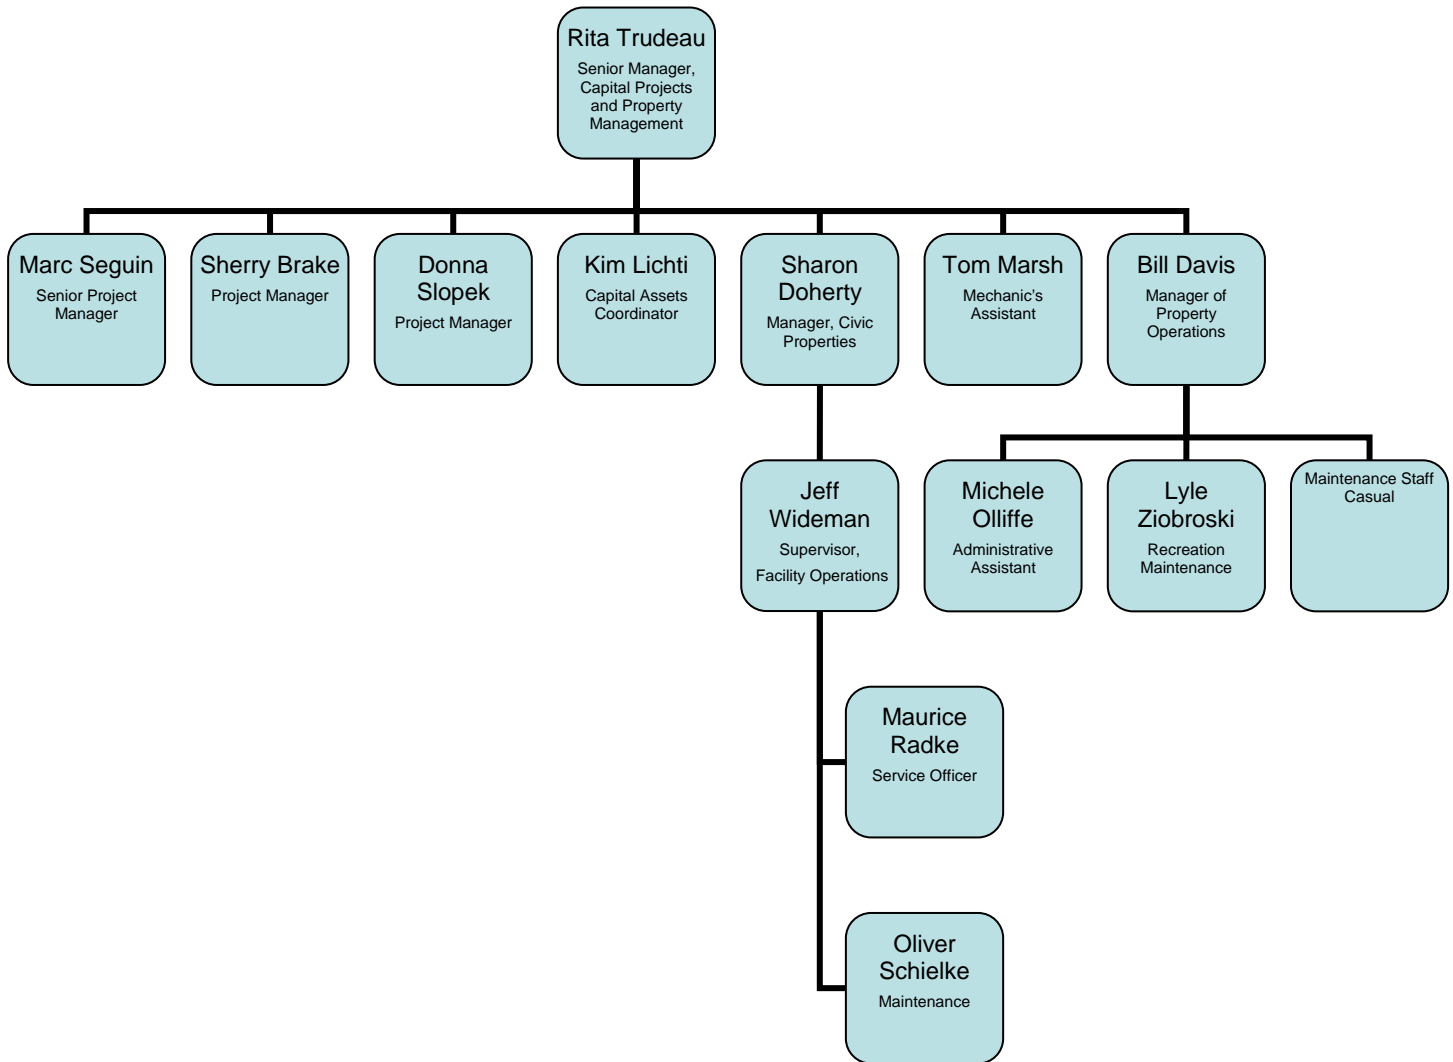 Rita Trudeau
Senior Manager,
Capital Projects
and Property
Management
Marc Seguin
Senior Project
Manager
Sherry Brake
Project Manager
Donna
Slopek
Project Manager
Kim Lichti
Capital Assets
Coordinator
Sharon
Doherty
Manager, Civic
Properties
Tom Marsh
Mechanic’s
Assistant
Bill Davis
Manager of
Property
Operations
Jeff
Wideman
Supervisor,
Facility Operations
Michele
Olliffe
Administrative
Assistant
Lyle
Ziobroski
Recreation
Maintenance
Maintenance Staff
Casual
Maurice
Radke
Service Officer
Oliver
Schielke
Maintenance